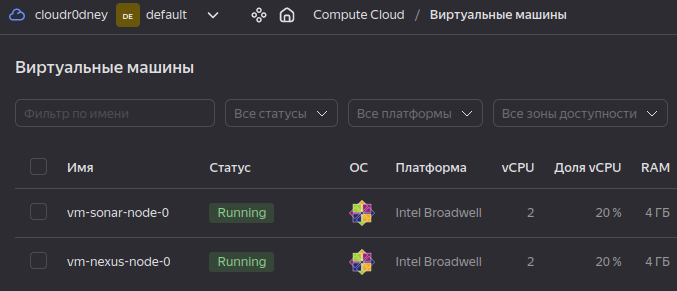 cloudr0dney DE default Compute Cloud / Виртуальные машины
Виртуальные машины
Фильтр по имени Все статусы Все платформы Все зоны доступности
Имя Статус ОС Платформа vCPU Доля vCPU RAM
vm-sonar-node-0 Running Intel Broadwell 2 20 % 4 ГБ
vm-nexus-node-0 Running Intel Broadwell 2 20 % 4 ГБ